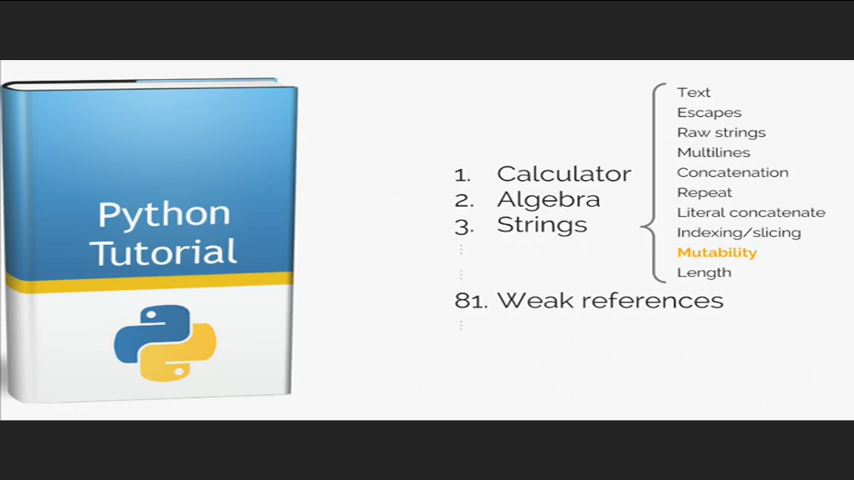 Python
Tutorial
1. Calculator
2. Algebra
3. Strings
Text
Escapes
Raw strings
Multilines
Concatenation
Repeat
Literal concatenate
Indexing/slicing
Mutability
Length
81. Weak references